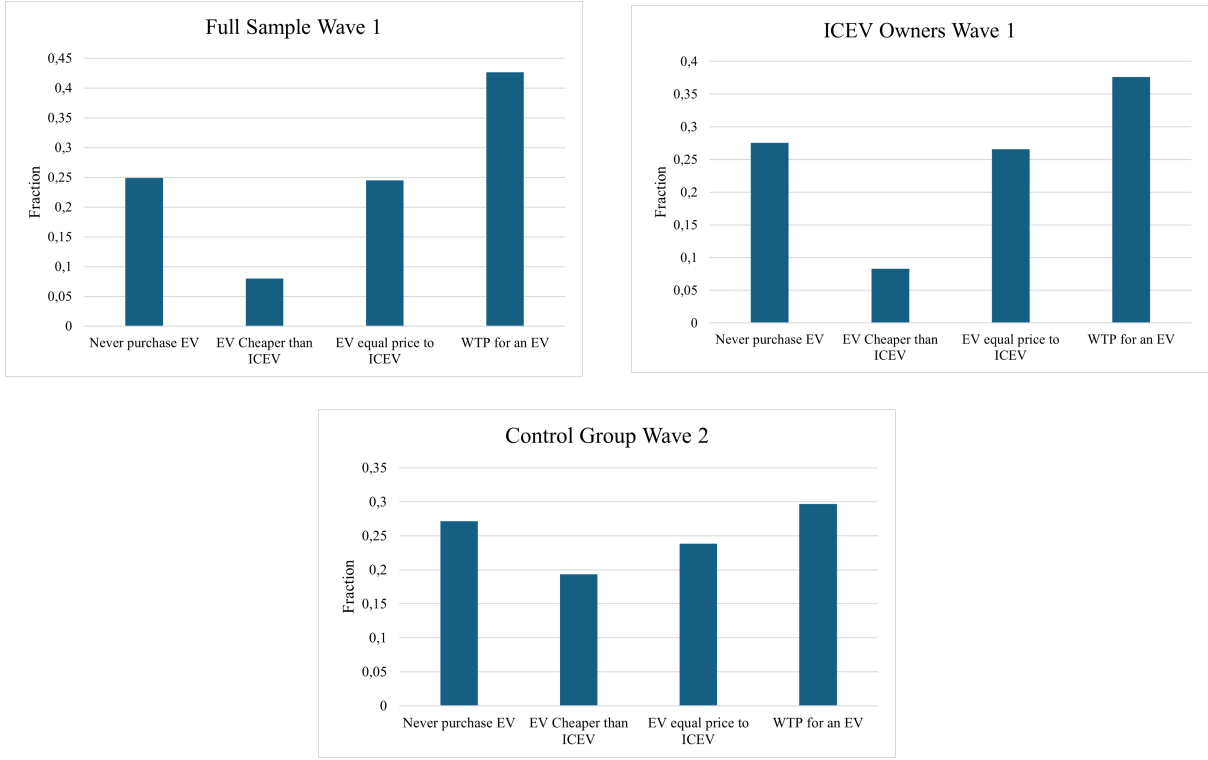 Full Sample Wave 1
0,45
0,4
0,35
0,3
0,25
0,2
0,15
0,1
0,05
0
Fraction
Never purchase EV
EV Cheaper than
ICEV
EV equal price to
ICEV
WTP for an EV
ICEV Owners Wave 1
0,4
0,35
0,3
0,25
0,2
0,15
0,1
0,05
0
Fraction
Never purchase EV
EV Cheaper than
ICEV
EV equal price to
ICEV
WTP for an EV
Control Group Wave 2
0,35
0,3
0,25
0,2
0,15
0,1
0,05
0
Fraction
Never purchase EV
EV Cheaper than
ICEV
EV equal price to
ICEV
WTP for an EV